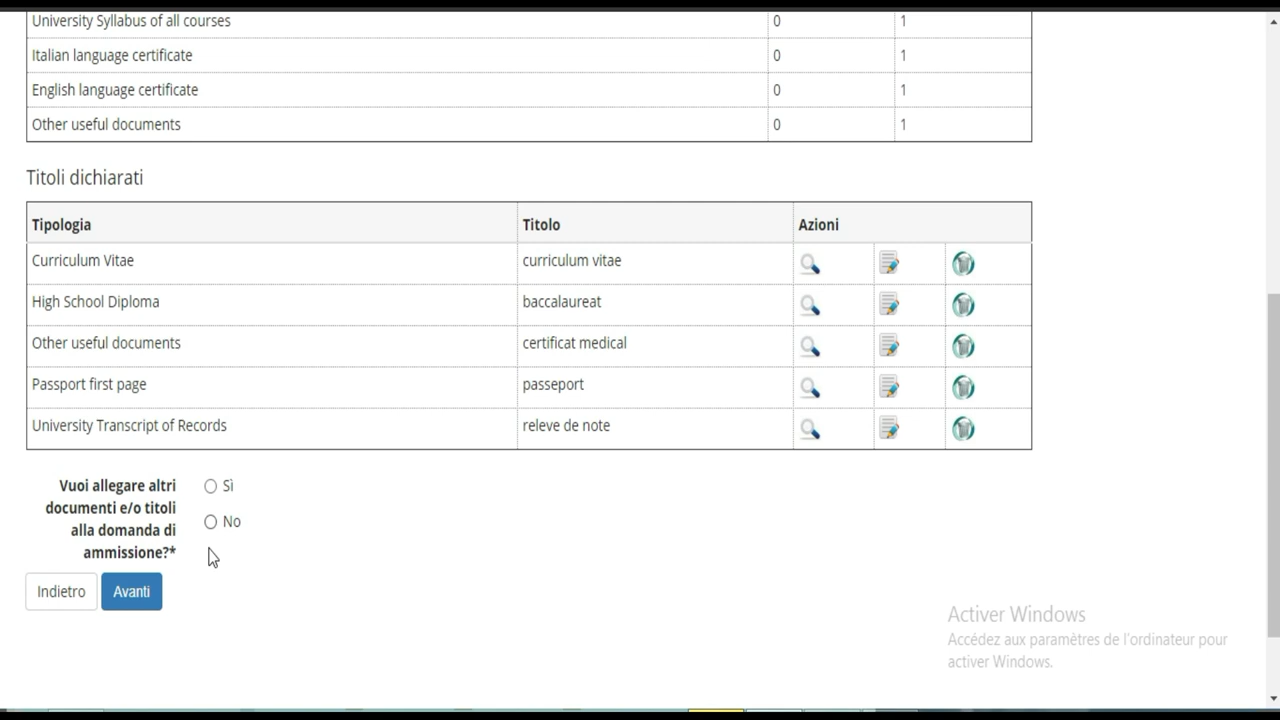 University Syllabus of all courses 0 1
Italian language certificate 0 1
English language certificate 0 1
Other useful documents 0 1
Titoli dichiarati
Tipologia Titolo Azioni
Curriculum Vitae curriculum vitae
High School Diploma baccalaureat
Other useful documents certificat medical
Passport first page passeport
University Transcript of Records releve de note
Vuoi allegare altri
documenti e/o titoli
alla domanda di
ammissione?*
Sì
No
Indietro Avanti
Activer Windows
Accédez aux paramètres de l'ordinateur pour
activer Windows.